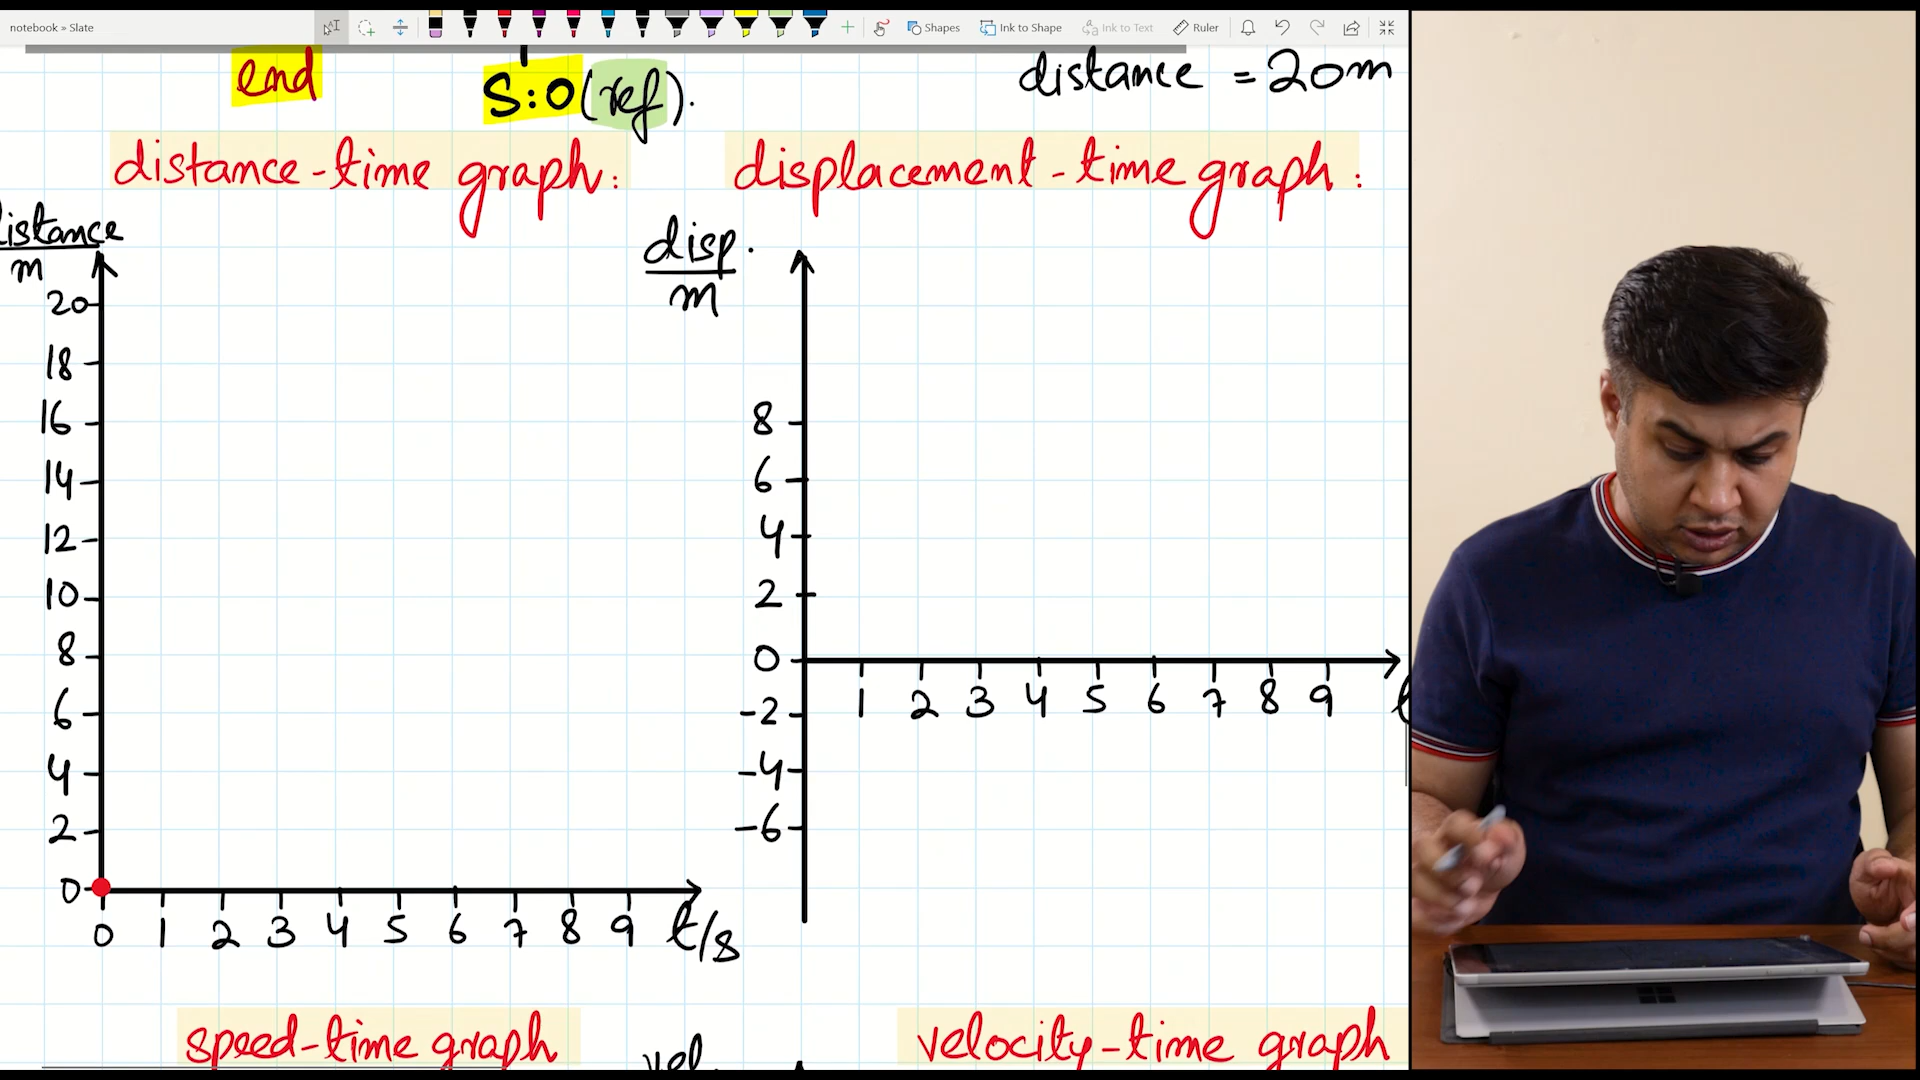 notebook » Slate
Shapes Ink to Shape Ink to Text Ruler
end
S:0(ref).
distance = 20m
distance-time graph:
displacement-time graph:
distance
m
20
18
16
14
12
10
8
6
4
2
0
0 1 2 3 4 5 6 7 8 9 t/s
disp.
m
8
6
4
2
0
1 2 3 4 5 6 7 8 9
-2
-4
-6
speed-time graph
vel.
velocity-time graph